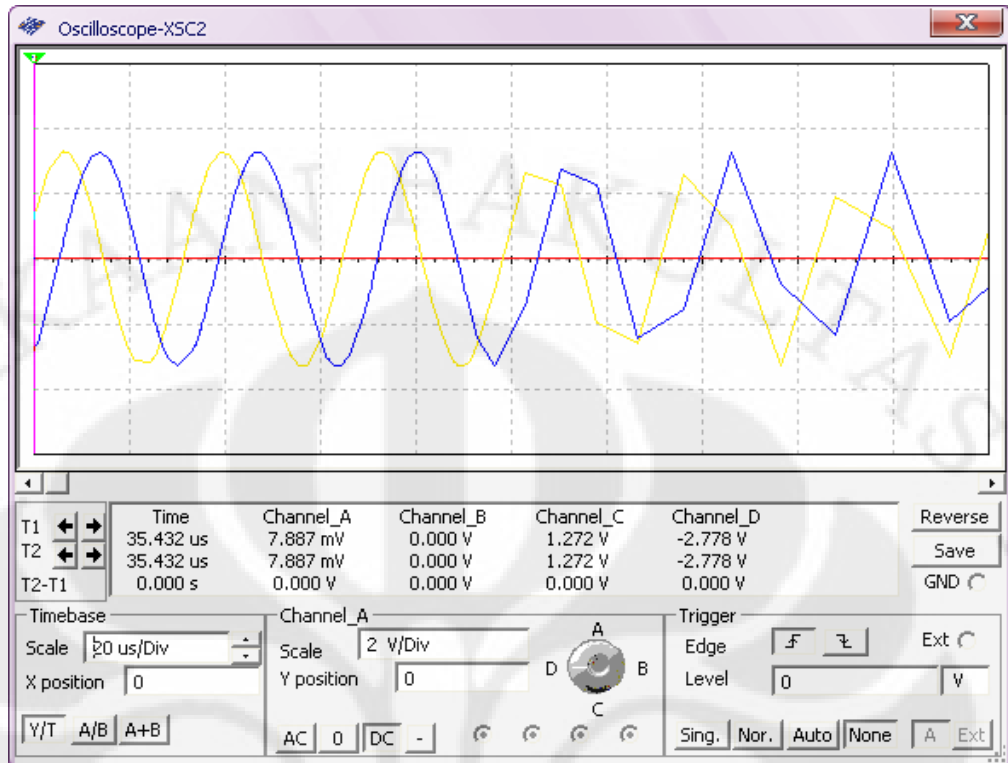 Oscilloscope-XSC2
KAAN FAKULTAS
Time Channel_A Channel_B Channel_C Channel_D
T1 35.432 us 7.887 mV 0.000 V 1.272 V -2.778 V
T2 35.432 us 7.887 mV 0.000 V 1.272 V -2.778 V
T2-T1 0.000 s 0.000 V 0.000 V 0.000 V 0.000 V
Reverse
Save
GND
Timebase
Scale 20 us/Div
X position 0
Y/T A/B A+B
Channel_A
Scale 2 V/Div
Y position 0
AC 0 DC -
A
D B
C
Trigger
Edge Ext
Level 0 V
Sing. Nor. Auto None A Ext